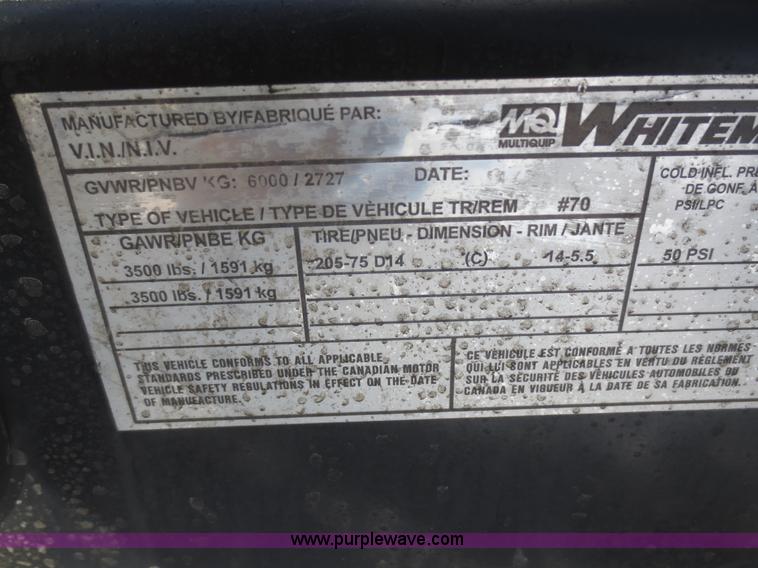 MANUFACTURED BY/FABRIQUÉ PAR:
MQ WHITEM
MULTIQUIP
V.I.N./N.I.V.
GVWR/PNBV KG: 6000 / 2727 DATE:
TYPE OF VEHICLE / TYPE DE VÈHICULE TR/REM #70
COLD INFL. PRE
DE GONF. À
PSI/LPC
GAWR/PNBE KG TIRE/PNEU - DIMENSION - RIM / JANTE
3500 lbs. / 1591 kg 205-75 D14 (C) 14-5.5 50 PSI
3500 lbs. / 1591 kg
THIS VEHICLE CONFORMS TO ALL APPLICABLE
STANDARDS PRESCRIBED UNDER THE CANADIAN MOTOR
VEHICLE SAFETY REGULATIONS IN EFFECT ON THE DATE
OF MANUFACTURE.
CE VÉHICULE EST CONFORME A TOUTES LES NORMES
QUI LUI SONT APPLICABLES EN VERTU DU RÈGLEMENT
SUR LA SÉCURITÉ DES VÉHICULES AUTOMOBILES DU
CANADA EN VIGUEUR À LA DATE DE SA FABRICATION.
www.purplewave.com